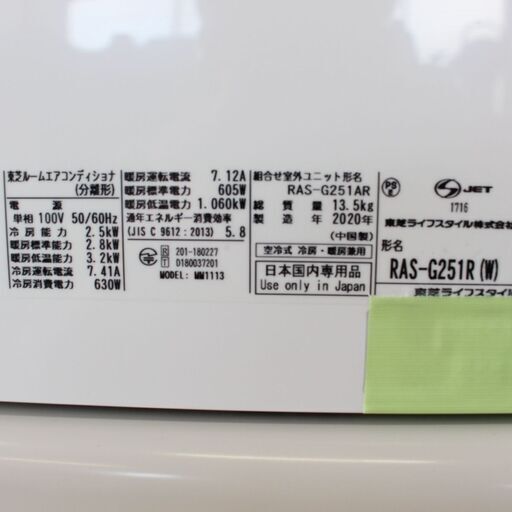 東芝ルームエアコンディショナ
(分離形)
電源
単相 100V 50/60Hz
冷房能力 2.5kW
暖房標準能力 2.8kW
暖房低温能力 3.2kW
冷房運転電流 7.41A
冷房消費電力 630W
暖房運転電流 7.12A
暖房標準電力 605W
暖房低温電力 1.060kW
通年エネルギー消費効率
(JIS C 9612:2013) 5.8
R 201-180227
T D180037201
MODEL: MW1113
組合せ室外ユニット形名
RAS-G251AR
総質量 13.5kg
製造年 2020年
(中国製)
空冷式 冷房・暖房兼用
日本国内専用品
Use only in Japan
PS
E
JET
1716
東芝ライフスタイル株式会社
形名
RAS-G251R(W)
東芝ライフスタイル